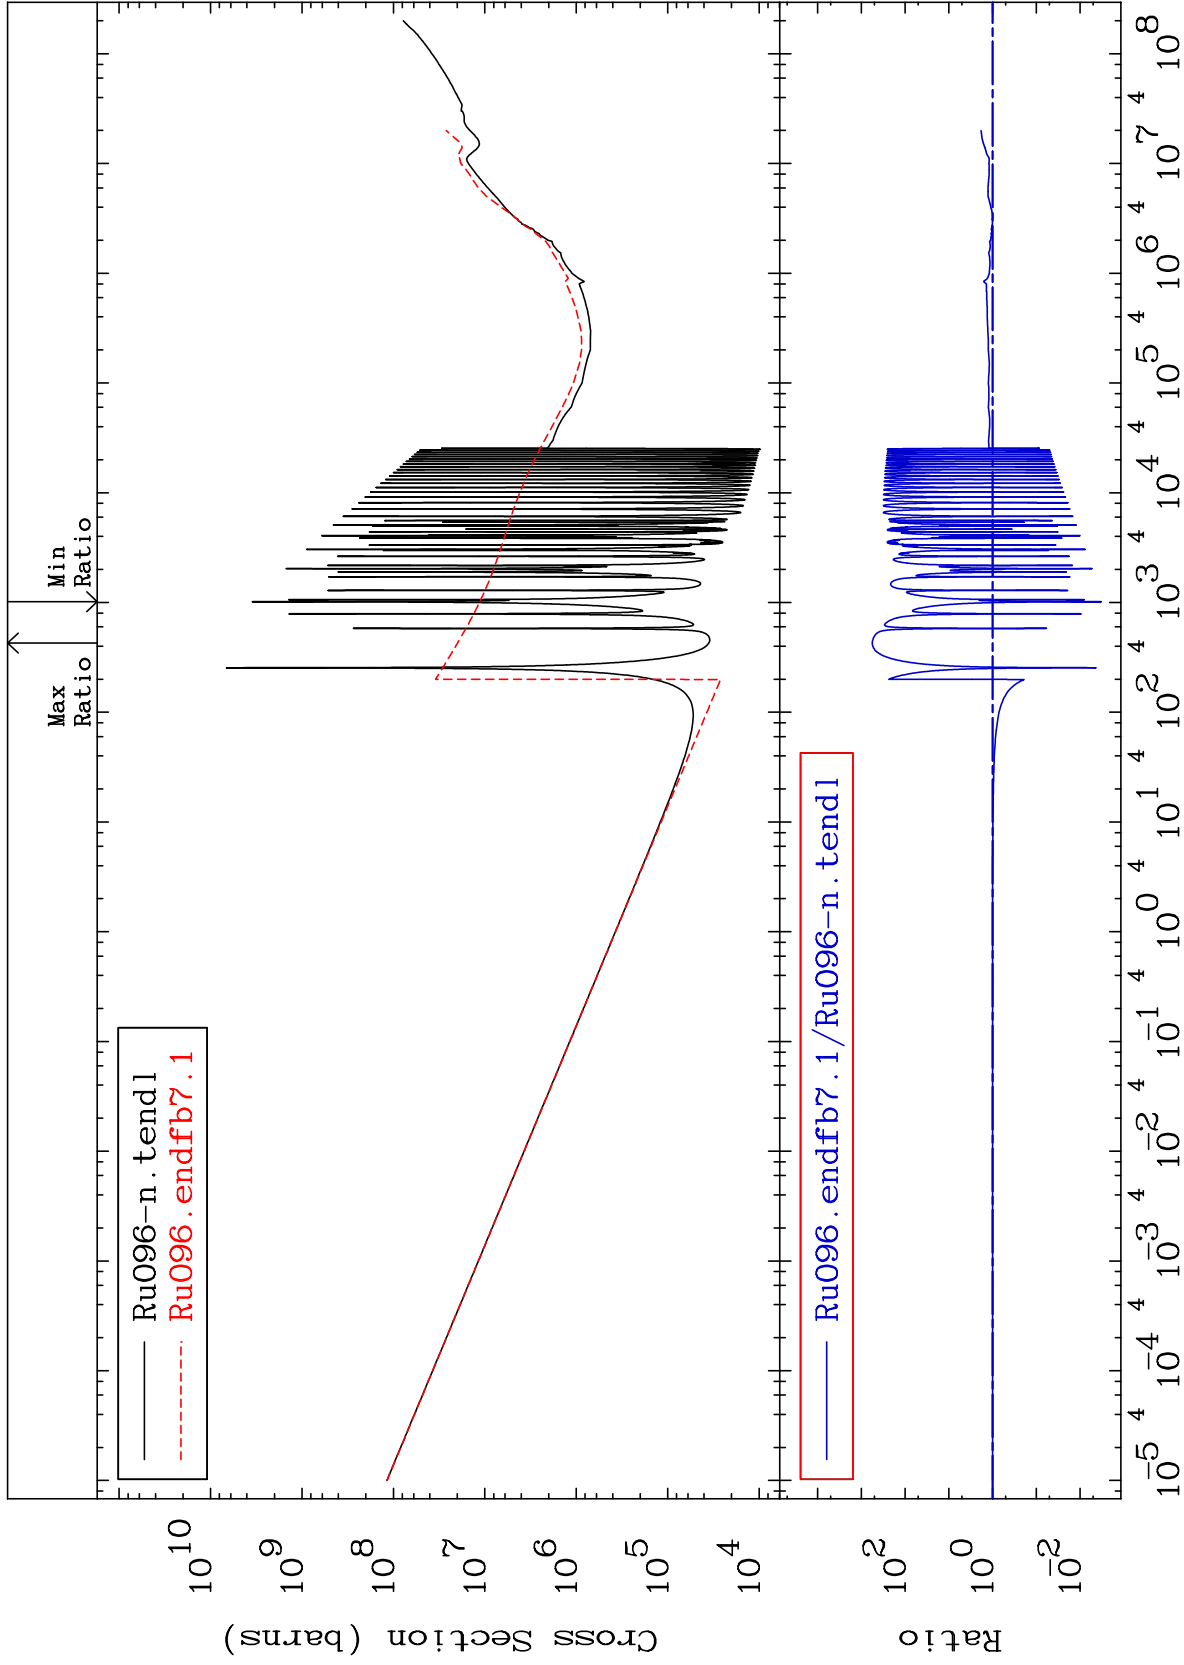 Max
Ratio
Min
Ratio
Ru096-n.tendl
Ru096.endfb7.1
Cross Section (barns)
10^10
10^9
10^8
10^7
10^6
10^5
10^4
Ru096.endfb7.1/Ru096-n.tendl
Ratio
10^2
10^0
10^-2
10^-5 4 10^-4 4 10^-3 4 10^-2 4 10^-1 4 10^0 4 10^1 4 10^2 4 10^3 4 10^4 4 10^5 4 10^6 4 10^7 4 10^8